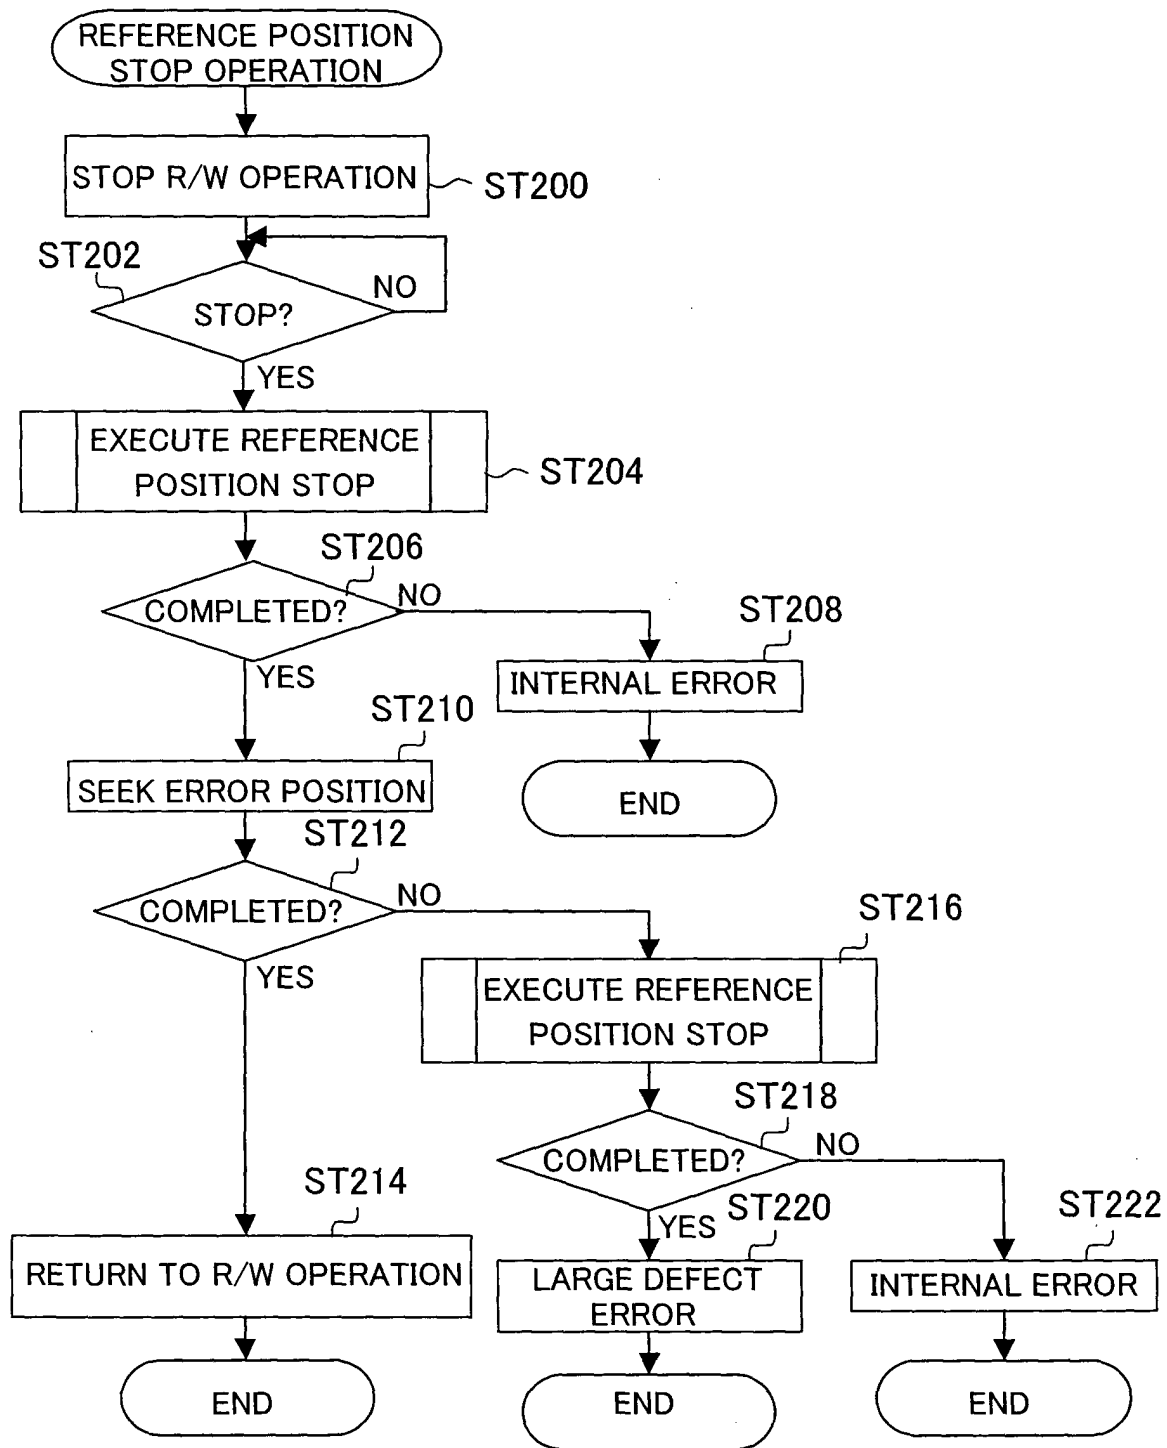 REFERENCE POSITION
STOP OPERATION
STOP R/W OPERATION
ST200
ST202
NO
STOP?
YES
EXECUTE REFERENCE
POSITION STOP
ST204
ST206
COMPLETED?
NO
YES
ST208
INTERNAL ERROR
END
ST210
SEEK ERROR POSITION
ST212
COMPLETED?
NO
YES
ST216
EXECUTE REFERENCE
POSITION STOP
ST218
COMPLETED?
NO
YES
ST214
RETURN TO R/W OPERATION
END
ST220
LARGE DEFECT
ERROR
END
ST222
INTERNAL ERROR
END